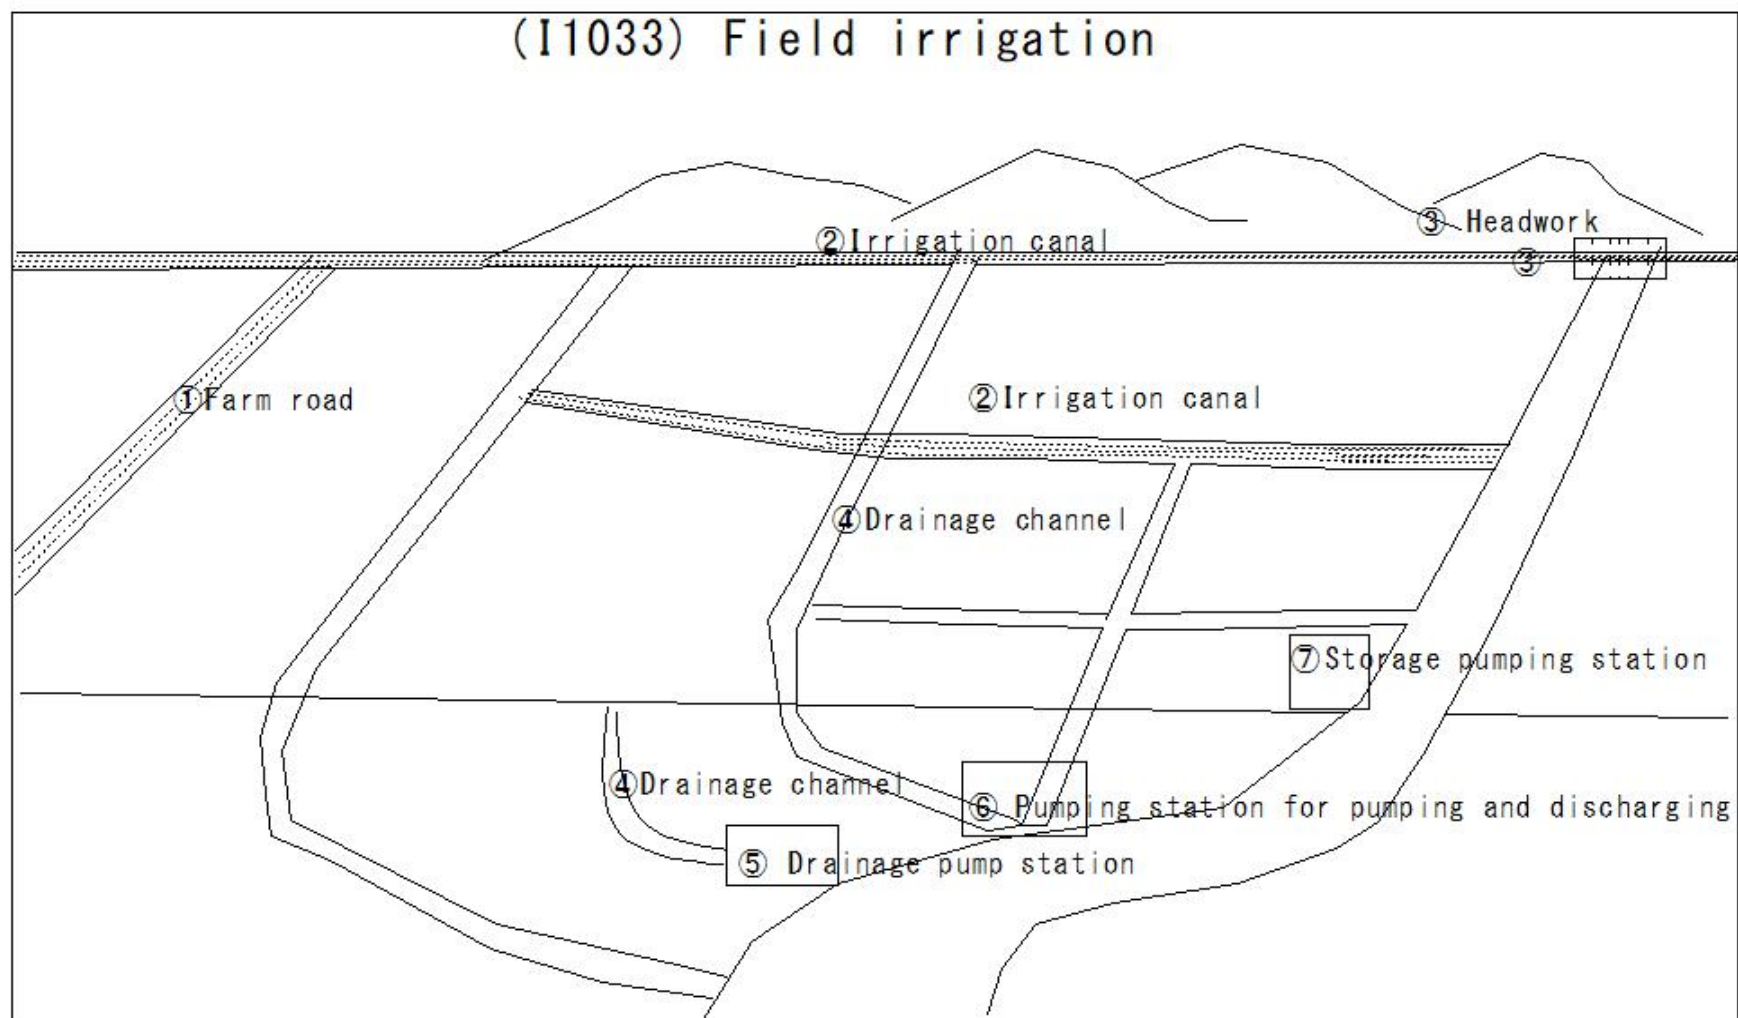 (I1033) Field irrigation
③ Headwork
②Irrigation canal
③
①Farm road
②Irrigation canal
④Drainage channel
⑦Storage pumping station
④Drainage channel
⑥ Pumping station for pumping and discharging
⑤ Drainage pump station